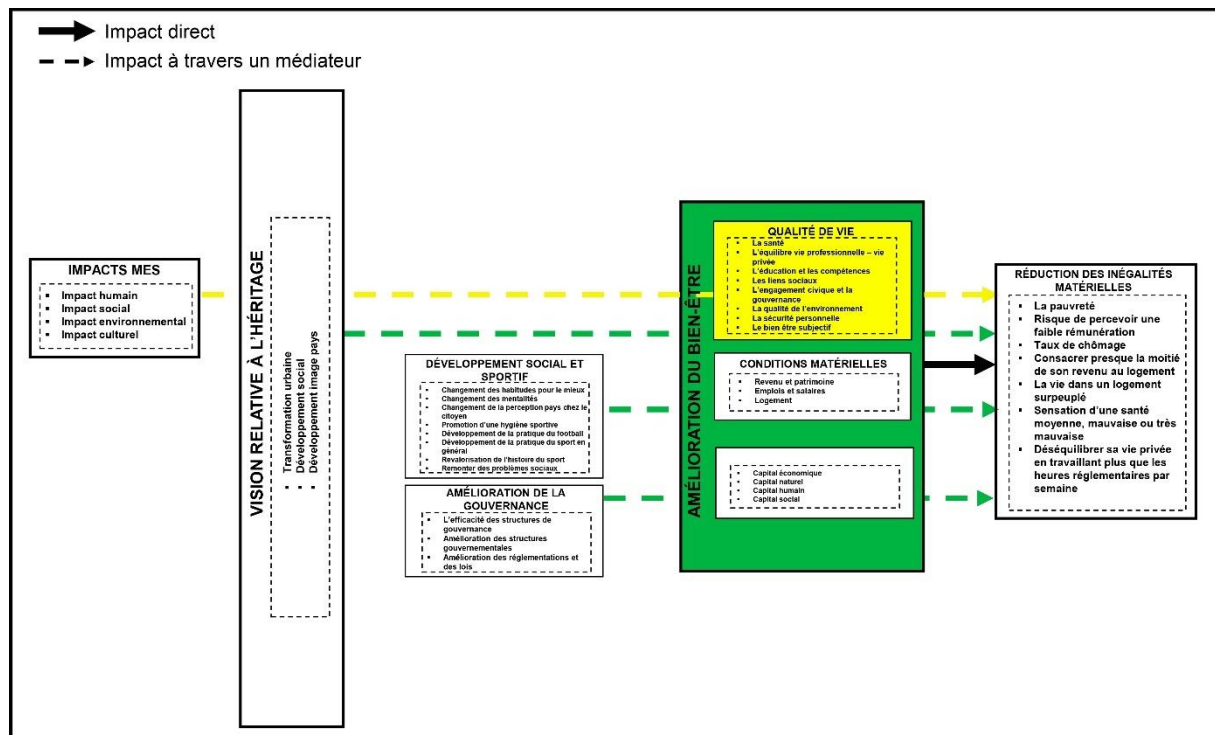 Impact direct
Impact à travers un médiateur
IMPACTS MES
Impact humain
Impact social
Impact environnemental
Impact culturel
VISION RELATIVE À L'HÉRITAGE
Transformation urbaine
Développement social
Développement image pays
DÉVELOPPEMENT SOCIAL ET
SPORTIF
Changement des habitudes pour le mieux
Changement des mentalités
Changement de la perception pays chez le
citoyen
Promotion d'une hygiène sportive
Développement de la pratique du football
Développement de la pratique du sport en
général
Revalorisation de l'histoire du sport
Remonter des problèmes sociaux
AMÉLIORATION DE LA
GOUVERNANCE
L'efficacité des structures de
gouvernance
Amélioration des structures
gouvernementales
Amélioration des réglementations et
des lois
AMÉLIORATION DU BIEN-ÊTRE
QUALITÉ DE VIE
La santé
L'équilibre vie professionnelle – vie
privée
L'éducation et les compétences
Les liens sociaux
L'engagement civique et la
gouvernance
La qualité de l'environnement
La sécurité personnelle
Le bien être subjectif
CONDITIONS MATÉRIELLES
Revenu et patrimoine
Emplois et salaires
Logement
Capital économique
Capital naturel
Capital humain
Capital social
RÉDUCTION DES INÉGALITÉS
MATÉRIELLES
La pauvreté
Risque de percevoir une
faible rémunération
Taux de chômage
Consacrer presque la moitié
de son revenu au logement
La vie dans un logement
surpeuplé
Sensation d'une santé
moyenne, mauvaise ou très
mauvaise
Déséquilibrer sa vie privée
en travaillant plus que les
heures réglementaires par
semaine